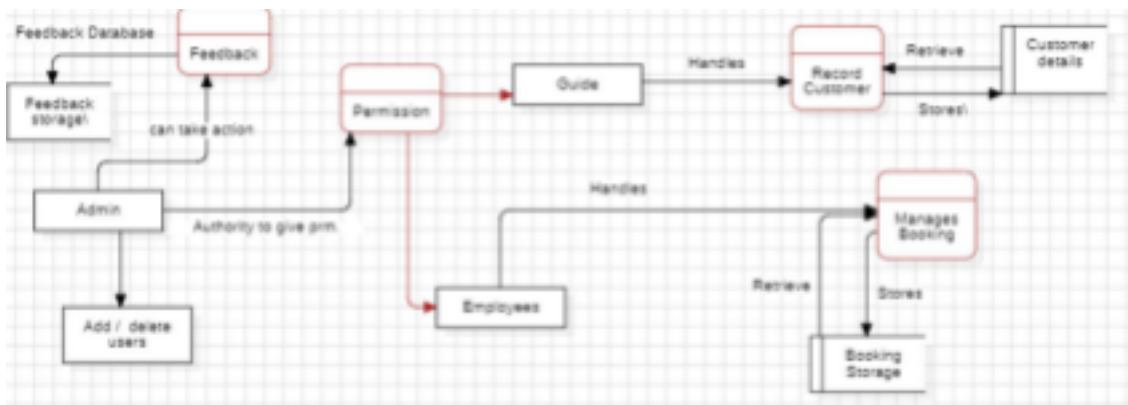 Feedback Database
Feedback
Feedback
storage\
can take action
Permission
Guide
Handles
Record
Customer
Retrieve
Stores\
Customer
details
Admin
Authority to give prm.
Handles
Manages
Booking
Employees
Retrieve
Stores
Add / delete
users
Booking
Storage